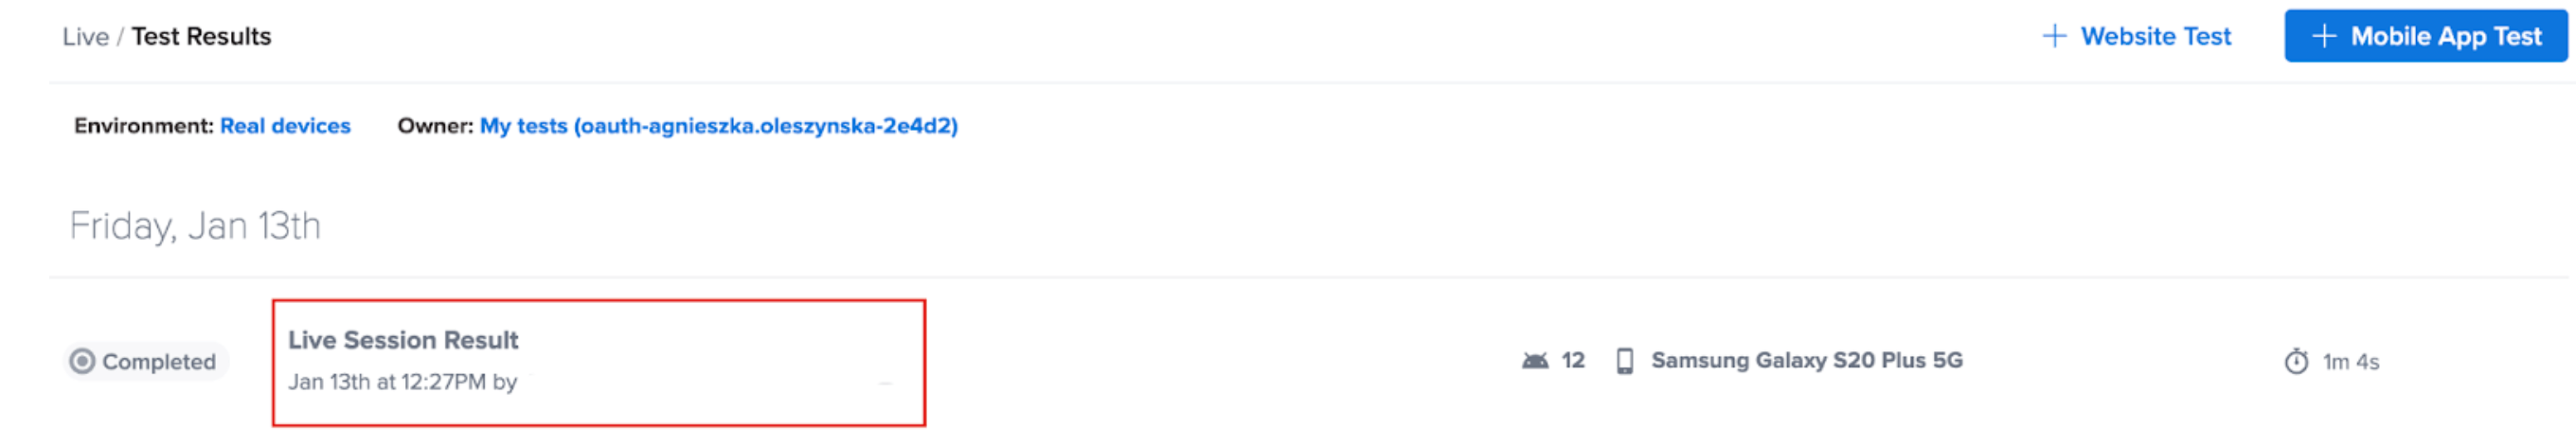 Live / Test Results
+ Website Test
+ Mobile App Test
Environment: Real devices
Owner: My tests (oauth-agnieszka.oleszynska-2e4d2)
Friday, Jan 13th
Completed
Live Session Result
Jan 13th at 12:27PM by
12
Samsung Galaxy S20 Plus 5G
1m 4s